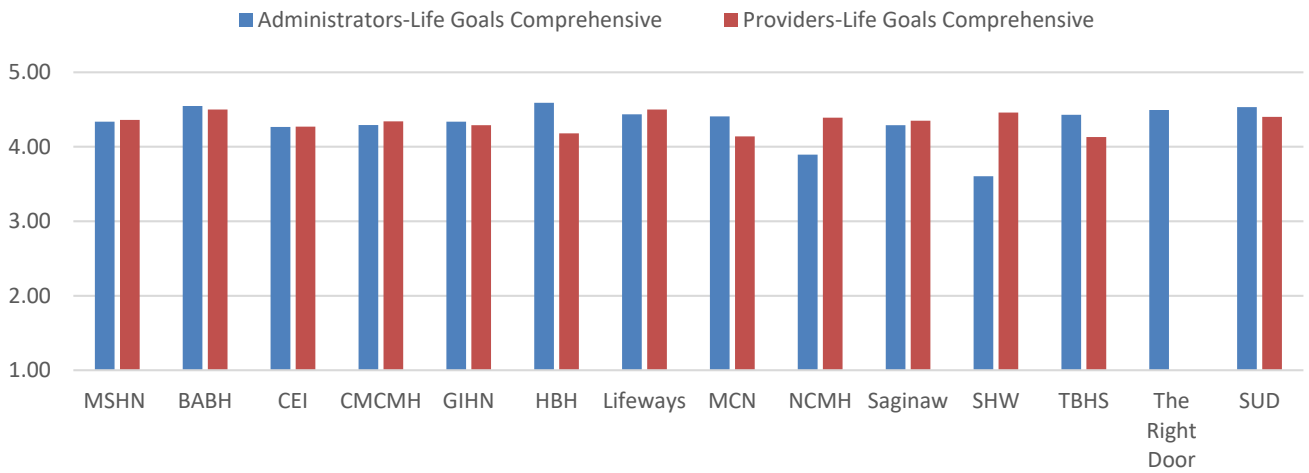 Administrators-Life Goals Comprehensive Providers-Life Goals Comprehensive
5.00
4.00
3.00
2.00
1.00
MSHN BABH CEI CMCMH GIHN HBH Lifeways MCN NCMH Saginaw SHW TBHS The SUD
Right
Door